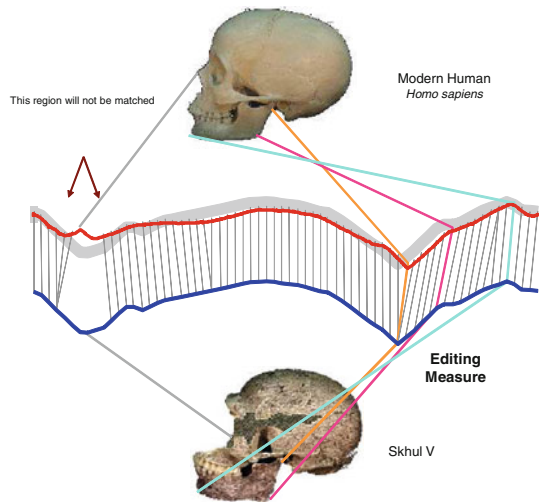 Modern Human
Homo sapiens
This region will not be matched
Editing
Measure
Skhul V